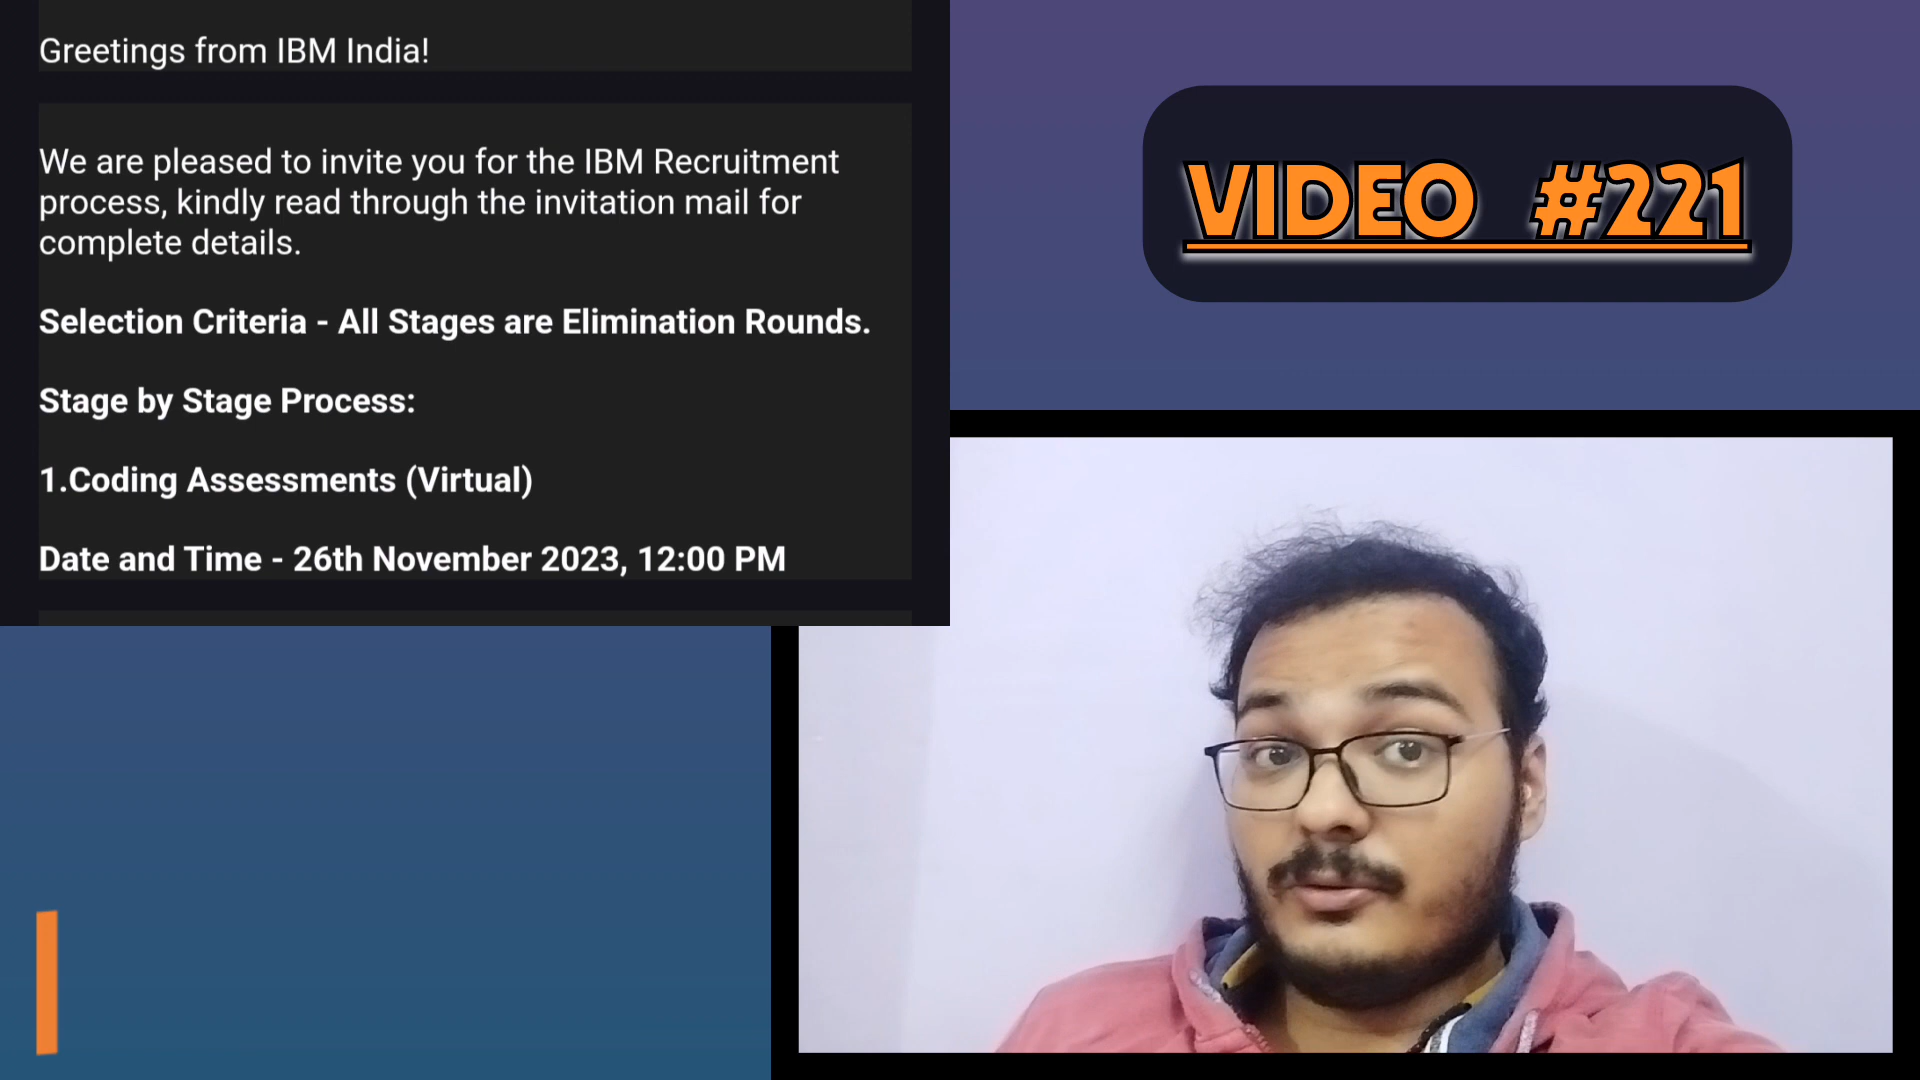 Greetings from IBM India!
We are pleased to invite you for the IBM Recruitment
process, kindly read through the invitation mail for
complete details.
Selection Criteria - All Stages are Elimination Rounds.
Stage by Stage Process:
1.Coding Assessments (Virtual)
Date and Time - 26th November 2023, 12:00 PM
VIDEO #221